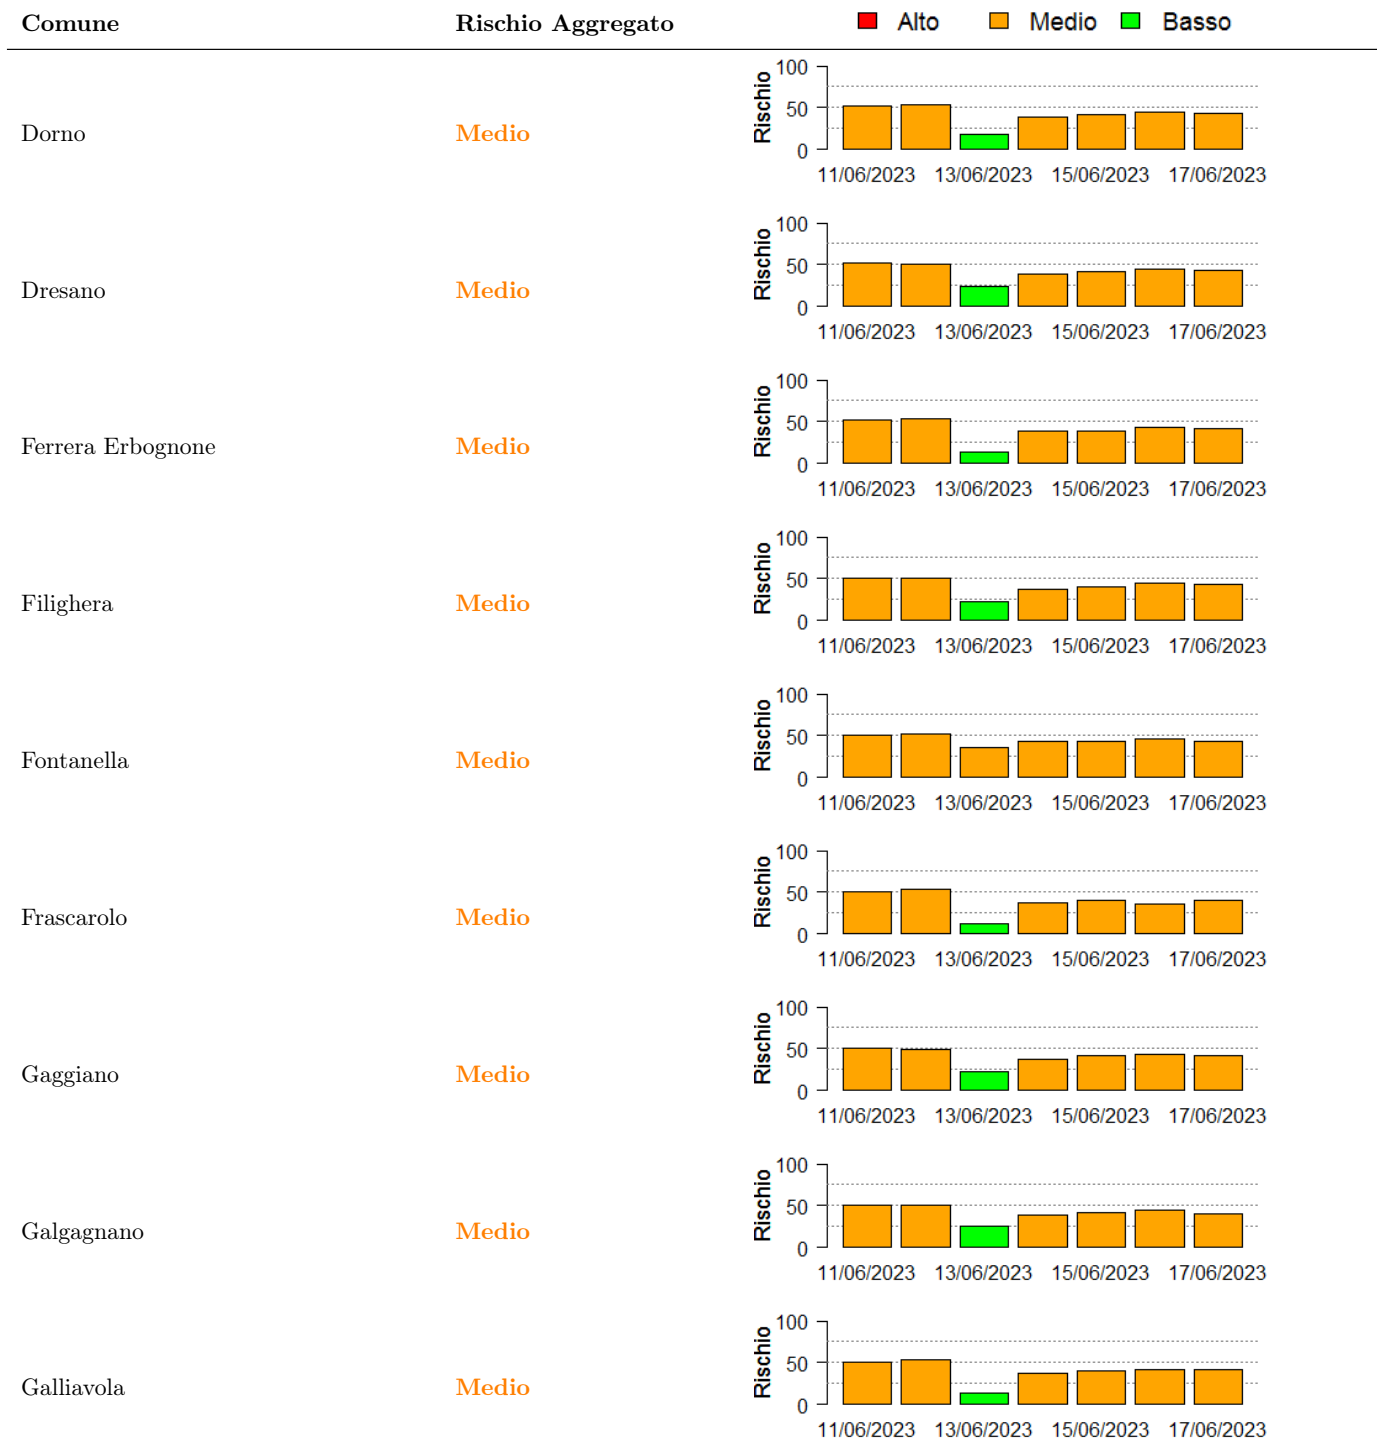 Comune Rischio Aggregato Alto Medio Basso
Dorno Medio
Rischio
100
50
0
11/06/2023 13/06/2023 15/06/2023 17/06/2023
Dresano Medio
Rischio
100
50
0
11/06/2023 13/06/2023 15/06/2023 17/06/2023
Ferrera Erbognone Medio
Rischio
100
50
0
11/06/2023 13/06/2023 15/06/2023 17/06/2023
Filighera Medio
Rischio
100
50
0
11/06/2023 13/06/2023 15/06/2023 17/06/2023
Fontanella Medio
Rischio
100
50
0
11/06/2023 13/06/2023 15/06/2023 17/06/2023
Frascarolo Medio
Rischio
100
50
0
11/06/2023 13/06/2023 15/06/2023 17/06/2023
Gaggiano Medio
Rischio
100
50
0
11/06/2023 13/06/2023 15/06/2023 17/06/2023
Galgagnano Medio
Rischio
100
50
0
11/06/2023 13/06/2023 15/06/2023 17/06/2023
Galliavola Medio
Rischio
100
50
0
11/06/2023 13/06/2023 15/06/2023 17/06/2023